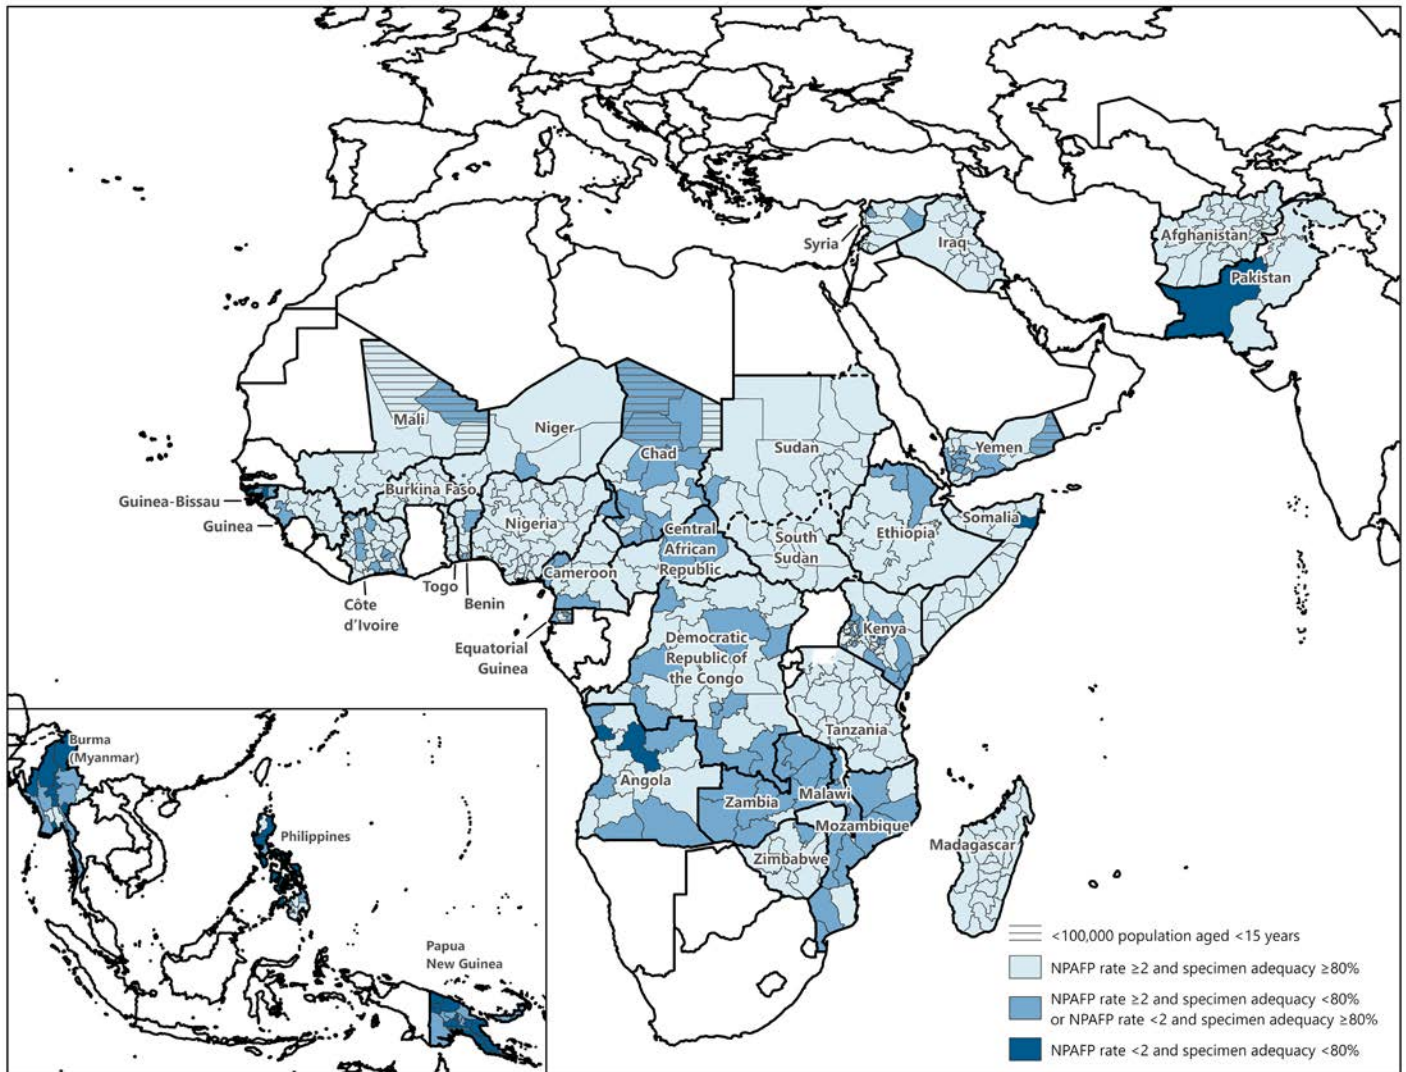 Syria
Iraq
Afghanistan
Pakistan
Mali
Niger
Chad
Sudan
Yemen
Guinea-Bissau
Guinea
Burkina Faso
Nigeria
Central
African
Republic
South
Sudan
Ethiopia
Somalia
Cameroon
Togo
Benin
Côte
d'Ivoire
Equatorial
Guinea
Democratic
Republic of
the Congo
Kenya
Tanzania
Angola
Zambia
Malawi
Mozambique
Zimbabwe
Madagascar
Burma
(Myanmar)
Philippines
Papua
New Guinea
<100,000 population aged <15 years
NPAFP rate ≥2 and specimen adequacy ≥80%
NPAFP rate ≥2 and specimen adequacy <80%
or NPAFP rate <2 and specimen adequacy ≥80%
NPAFP rate <2 and specimen adequacy <80%